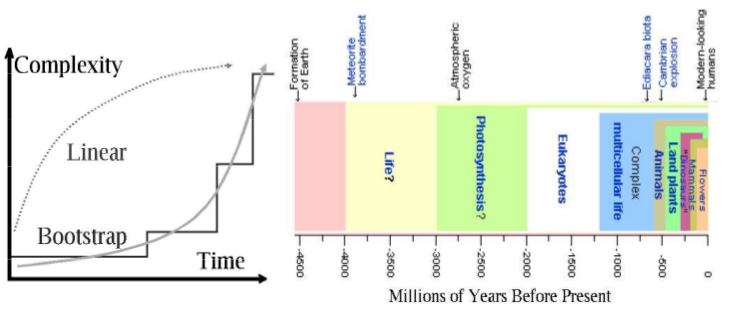 Complexity
Linear
Bootstrap
Time
Formation
of Earth
Meteorite
bombardment
Atmospheric
oxygen
Ediacara biota
Cambrian
explosion
Modern-looking
humans
Life?
Photosynthesis?
Eukaryotes
Complex
multicellular life
Animals
Land plants
"Dinosaurs"
Mammals
Flowers
-4500
-4000
-3500
-3000
-2500
-2000
-1500
-1000
-500
0
Millions of Years Before Present